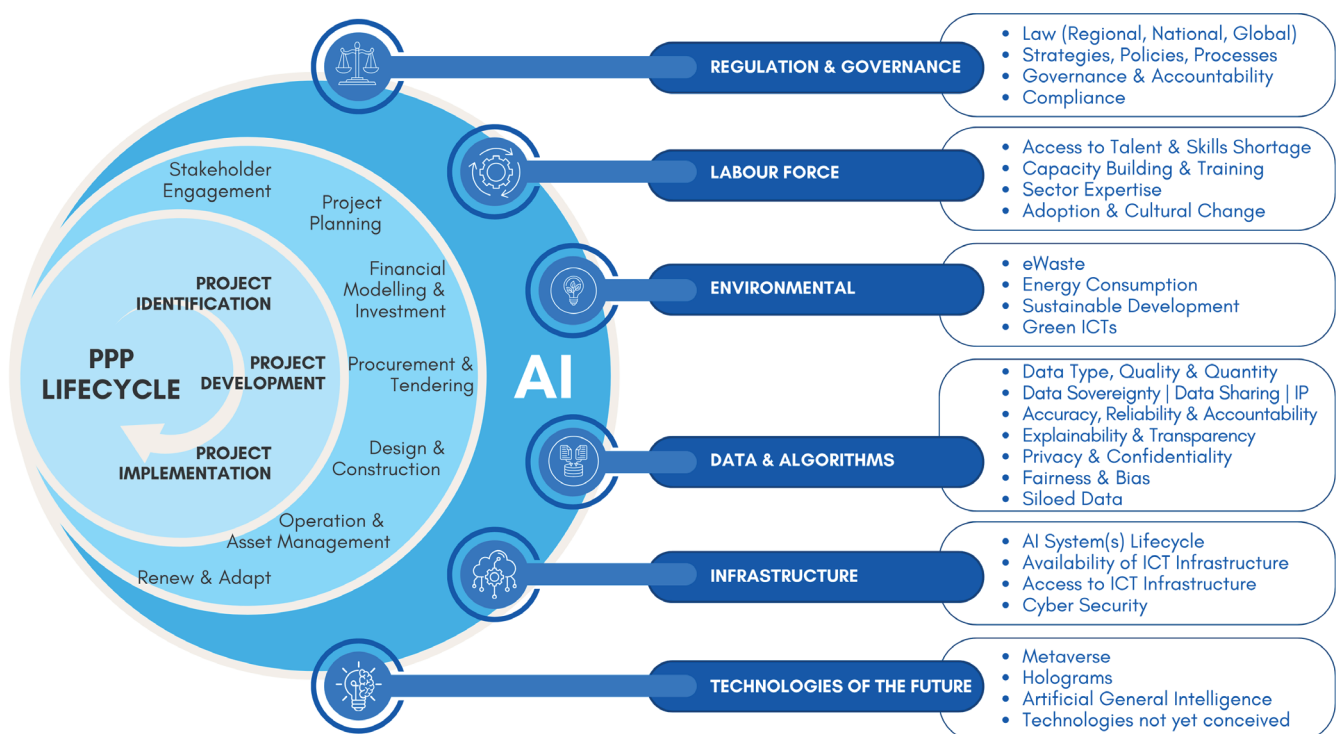 PPP
LIFECYCLE
PROJECT
IDENTIFICATION
PROJECT
DEVELOPMENT
PROJECT
IMPLEMENTATION
Stakeholder
Engagement
Project
Planning
Financial
Modelling &
Investment
Procurement &
Tendering
Design &
Construction
Operation &
Asset Management
Renew & Adapt
AI
REGULATION & GOVERNANCE
• Law (Regional, National, Global)
• Strategies, Policies, Processes
• Governance & Accountability
• Compliance
LABOUR FORCE
• Access to Talent & Skills Shortage
• Capacity Building & Training
• Sector Expertise
• Adoption & Cultural Change
ENVIRONMENTAL
• eWaste
• Energy Consumption
• Sustainable Development
• Green ICTs
DATA & ALGORITHMS
• Data Type, Quality & Quantity
• Data Sovereignty | Data Sharing | IP
• Accuracy, Reliability & Accountability
• Explainability & Transparency
• Privacy & Confidentiality
• Fairness & Bias
• Siloed Data
INFRASTRUCTURE
• AI System(s) Lifecycle
• Availability of ICT Infrastructure
• Access to ICT Infrastructure
• Cyber Security
TECHNOLOGIES OF THE FUTURE
• Metaverse
• Holograms
• Artificial General Intelligence
• Technologies not yet conceived